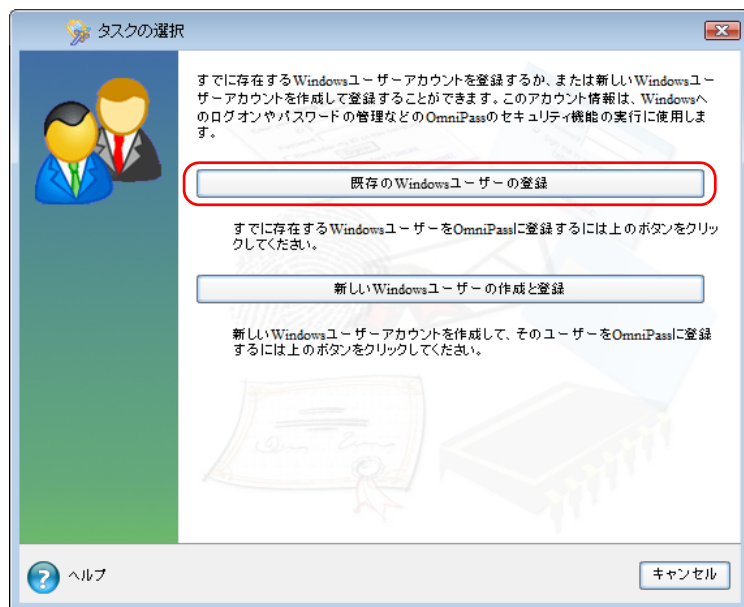 タスクの選択
すでに存在するWindowsユーザーアカウントを登録するか、または新しいWindowsユー
ザーアカウントを作成して登録することができます。このアカウント情報は、Windowsへ
のログオンやパスワードの管理などのOmniPassのセキュリティ機能の実行に使用しま
す。
既存のWindowsユーザーの登録
すでに存在するWindowsユーザーをOmniPassに登録するには上のボタンをクリッ
クしてください。
新しいWindowsユーザーの作成と登録
新しいWindowsユーザーアカウントを作成して、そのユーザーをOmniPassに登録
するには上のボタンをクリックしてください。
ヘルプ
キャンセル